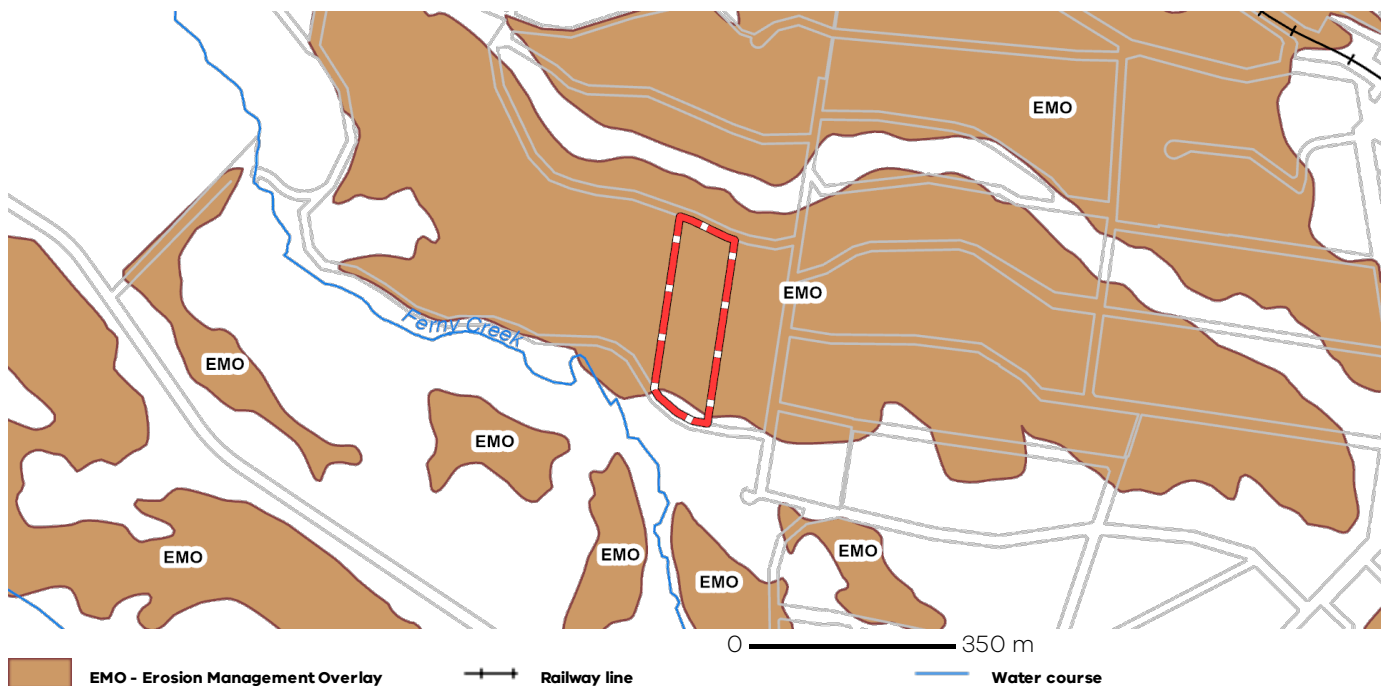 EMO
EMO
Ferny Creek
EMO
EMO
EMO
EMO
EMO
EMO
0 350 m
EMO - Erosion Management Overlay
Railway line
Water course